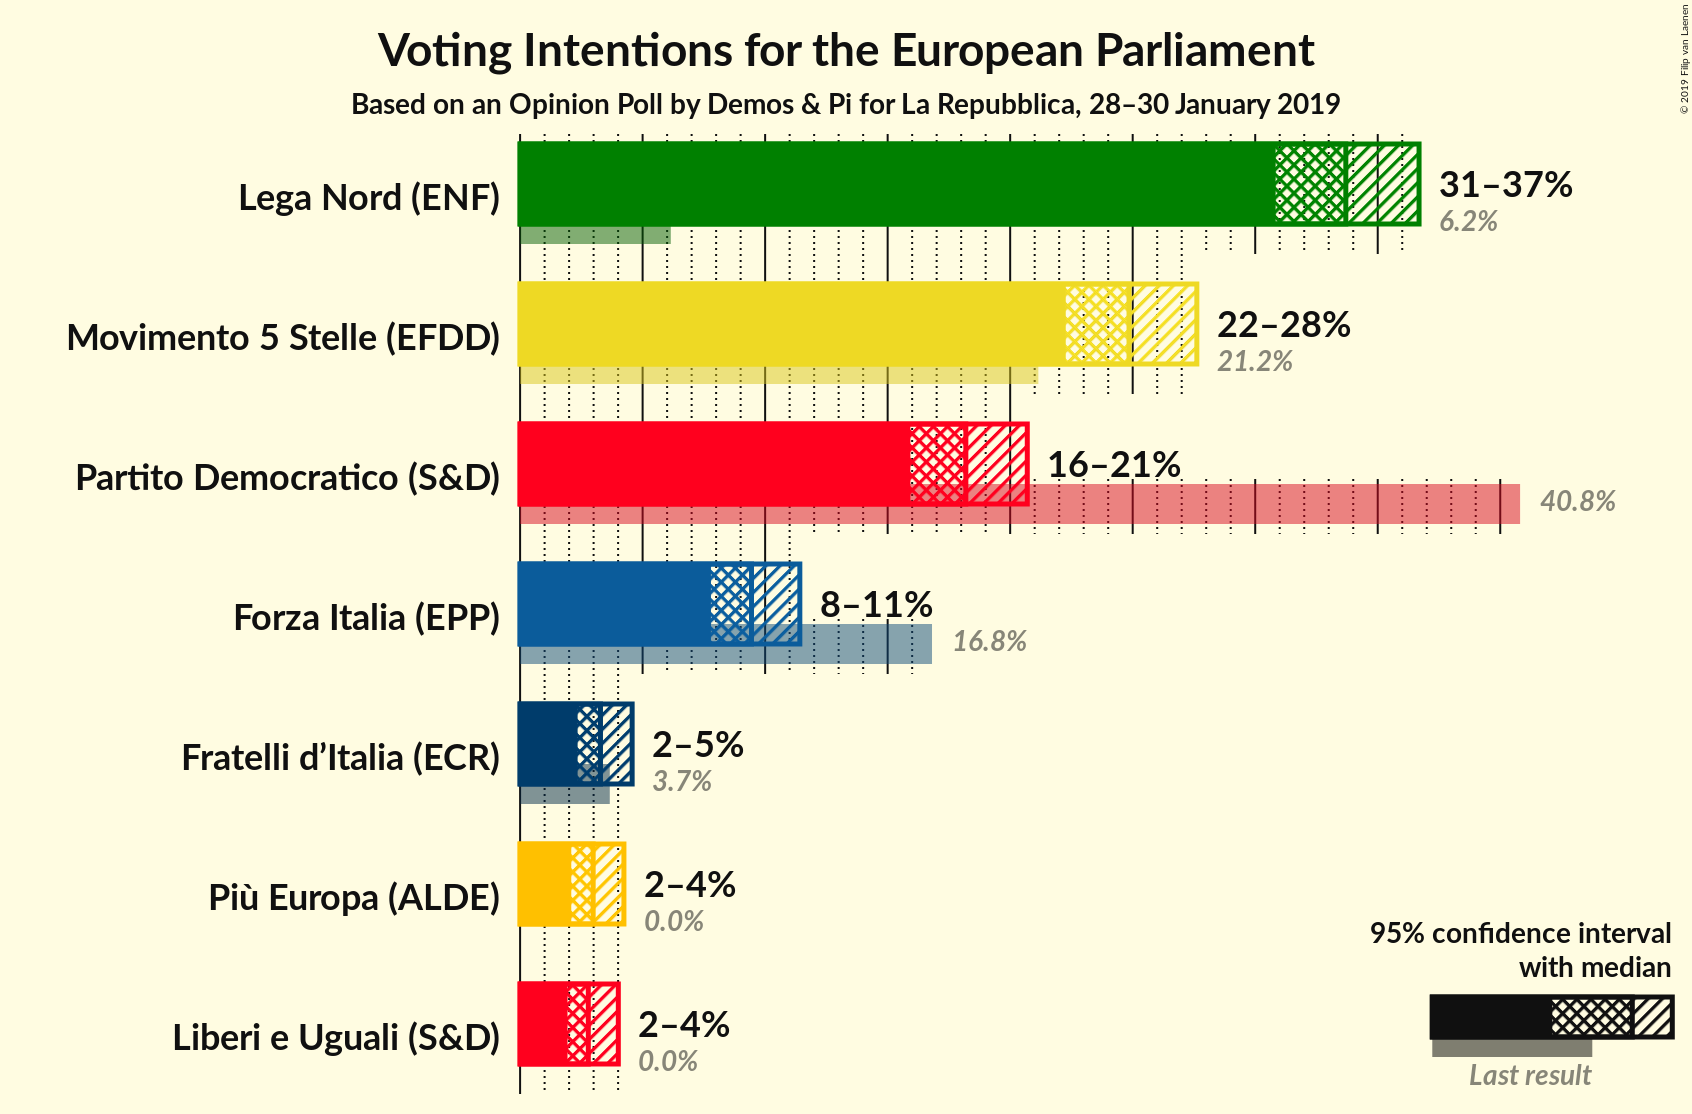 Voting Intentions for the European Parliament
Based on an Opinion Poll by Demos & Pi for La Repubblica, 28–30 January 2019
© 2019 Filip van Laenen
Lega Nord (ENF)
31–37%
6.2%
Movimento 5 Stelle (EFDD)
22–28%
21.2%
Partito Democratico (S&D)
16–21%
40.8%
Forza Italia (EPP)
8–11%
16.8%
Fratelli d’Italia (ECR)
2–5%
3.7%
Più Europa (ALDE)
2–4%
0.0%
Liberi e Uguali (S&D)
2–4%
0.0%
95% confidence interval
with median
Last result